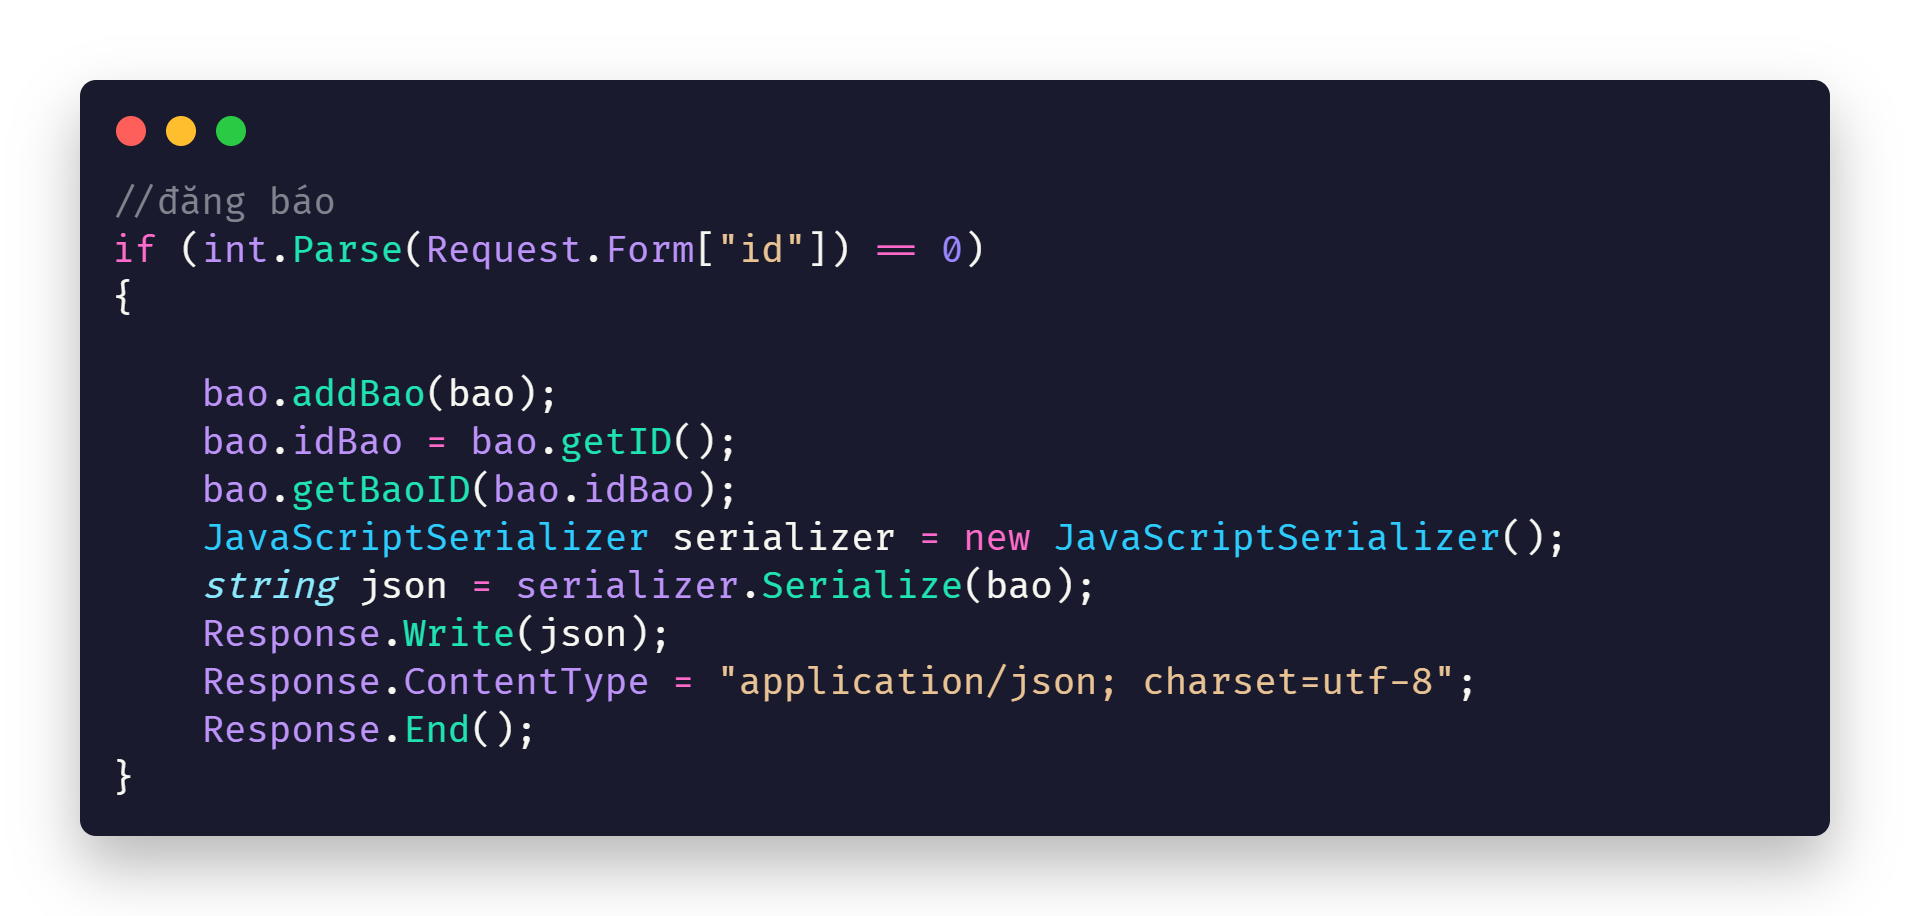 //đăng báo
if (int.Parse(Request.Form["id"]) == 0)
{
bao.addBao(bao);
bao.idBao = bao.getID();
bao.getBaoID(bao.idBao);
JavaScriptSerializer serializer = new JavaScriptSerializer();
string json = serializer.Serialize(bao);
Response.Write(json);
Response.ContentType = "application/json; charset=utf-8";
Response.End();
}